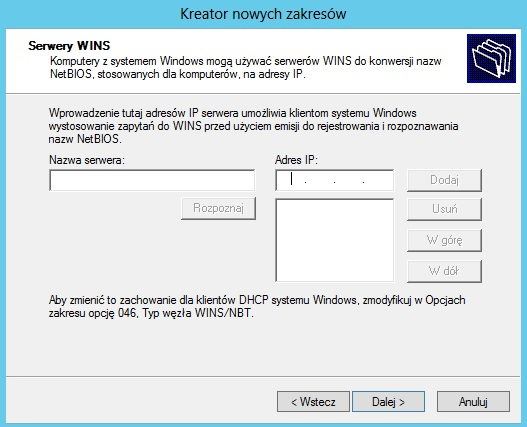 Kreator nowych zakresów
Serwery WINS
Komputery z systemem Windows mogą używać serwerów WINS do konwersji nazw
NetBIOS, stosowanych dla komputerów, na adresy IP.
Wprowadzenie tutaj adresów IP serwera umożliwia klientom systemu Windows
wystosowanie zapytań do WINS przed użyciem emisji do rejestrowania i rozpoznawania
nazw NetBIOS.
Nazwa serwera:
Adres IP:
. . .
Dodaj
Rozpoznaj
Usuń
W górę
W dół
Aby zmienić to zachowanie dla klientów DHCP systemu Windows, zmodyfikuj w Opcjach
zakresu opcję 046, Typ węzła WINS/NBT.
< Wstecz
Dalej >
Anuluj